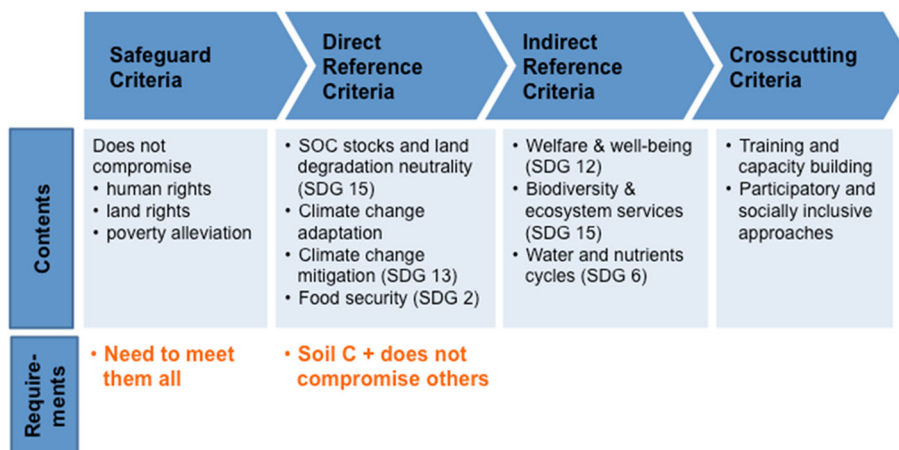 Safeguard
Criteria
Direct
Reference
Criteria
Indirect
Reference
Criteria
Crosscutting
Criteria
Contents
Does not
compromise
• human rights
• land rights
• poverty alleviation
• SOC stocks and land
degradation neutrality
(SDG 15)
• Climate change
adaptation
• Climate change
mitigation (SDG 13)
• Food security (SDG 2)
• Welfare & well-being
(SDG 12)
• Biodiversity &
ecosystem services
(SDG 15)
• Water and nutrients
cycles (SDG 6)
• Training and
capacity building
• Participatory and
socially inclusive
approaches
Require-
ments
• Need to meet
them all
• Soil C + does not
compromise others